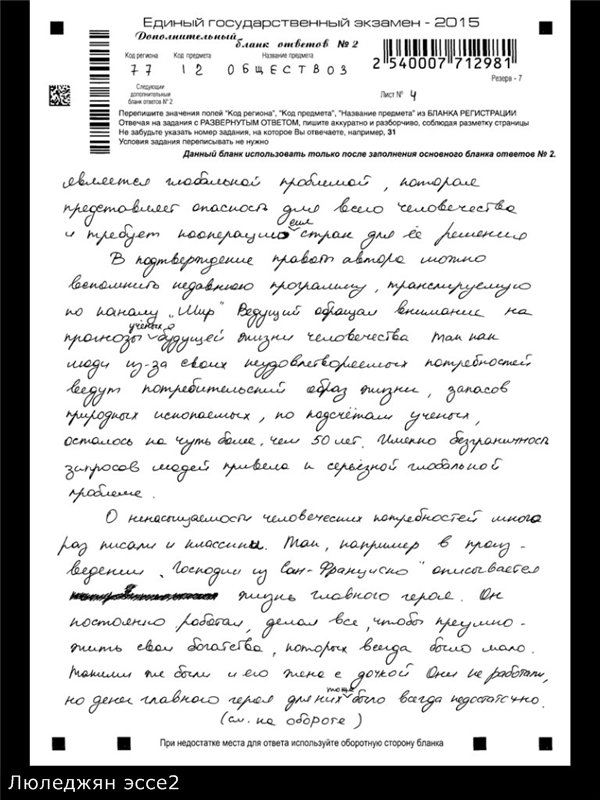 Единый государственный экзамен - 2015
Дополнительный
бланк ответов № 2
Код региона Код предмета Название предмета
77 12 ОБЩЕСТВОЗ
2540007712981
Резерв - 7
Следующий
дополнительный
бланк ответов № 2
Лист № 4
Перепишите значения полей "Код региона", "Код предмета", "Название предмета" из БЛАНКА РЕГИСТРАЦИИ
Отвечая на задания с РАЗВЕРНУТЫМ ОТВЕТОМ, пишите аккуратно и разборчиво, соблюдая разметку страницы
Не забудьте указать номер задания, на которое Вы отвечаете, например, 31
Условия задания переписывать не нужно
Данный бланк использовать только после заполнения основного бланка ответов № 2.
является глобальной проблемой, которая
представляет опасность для всего человечества
и требует кооперацию сил стран для её решения
В подтверждение правоты автора можно
вспомнить недавнюю программу, транслируемую
по каналу „Мир" Ведущий обращал внимание на
прогнозы учёных о будущей жизни человечества Так как
люди из-за своих неудовлетворяемых потребностей
ведут потребительский образ жизни, запасов
природных ископаемых, по подсчётам ученых,
осталось на чуть более, чем 50 лет. Именно безграничность
запросов людей привела к серьёзной глобальной
проблеме.
О ненасыщаемости человеческих потребностей много
раз писали и классики. Так, например в произ-
ведении „Господин из Сан-Франциско" описывается
жизнь главного героя. Он
постоянно работал, делал все, чтобы преумно-
жить свои богатства, которых всегда было мало.
Такими же были и его жена с дочкой Они не работали,
но денег главного героя для них тоже было всегда недостаточно.
(см. на обороте)
При недостатке места для ответа используйте оборотную сторону бланка
Люледжян эссе2